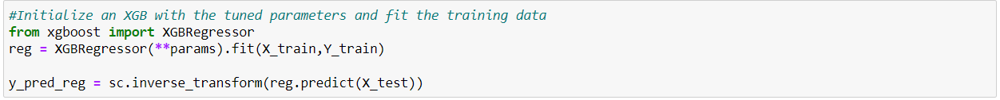 #Initialize an XGB with the tuned parameters and fit the training data
from xgboost import XGBRegressor
reg = XGBRegressor(**params).fit(X_train,Y_train)
y_pred_reg = sc.inverse_transform(reg.predict(X_test))